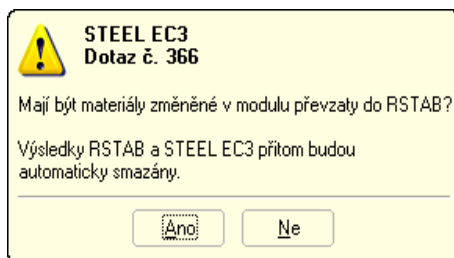 STEEL EC3
Dotaz č. 366
Mají být materiály změněné v modulu převzaty do RSTAB?
Výsledky RSTAB a STEEL EC3 přitom budou
automaticky smazány.
Ano
Ne